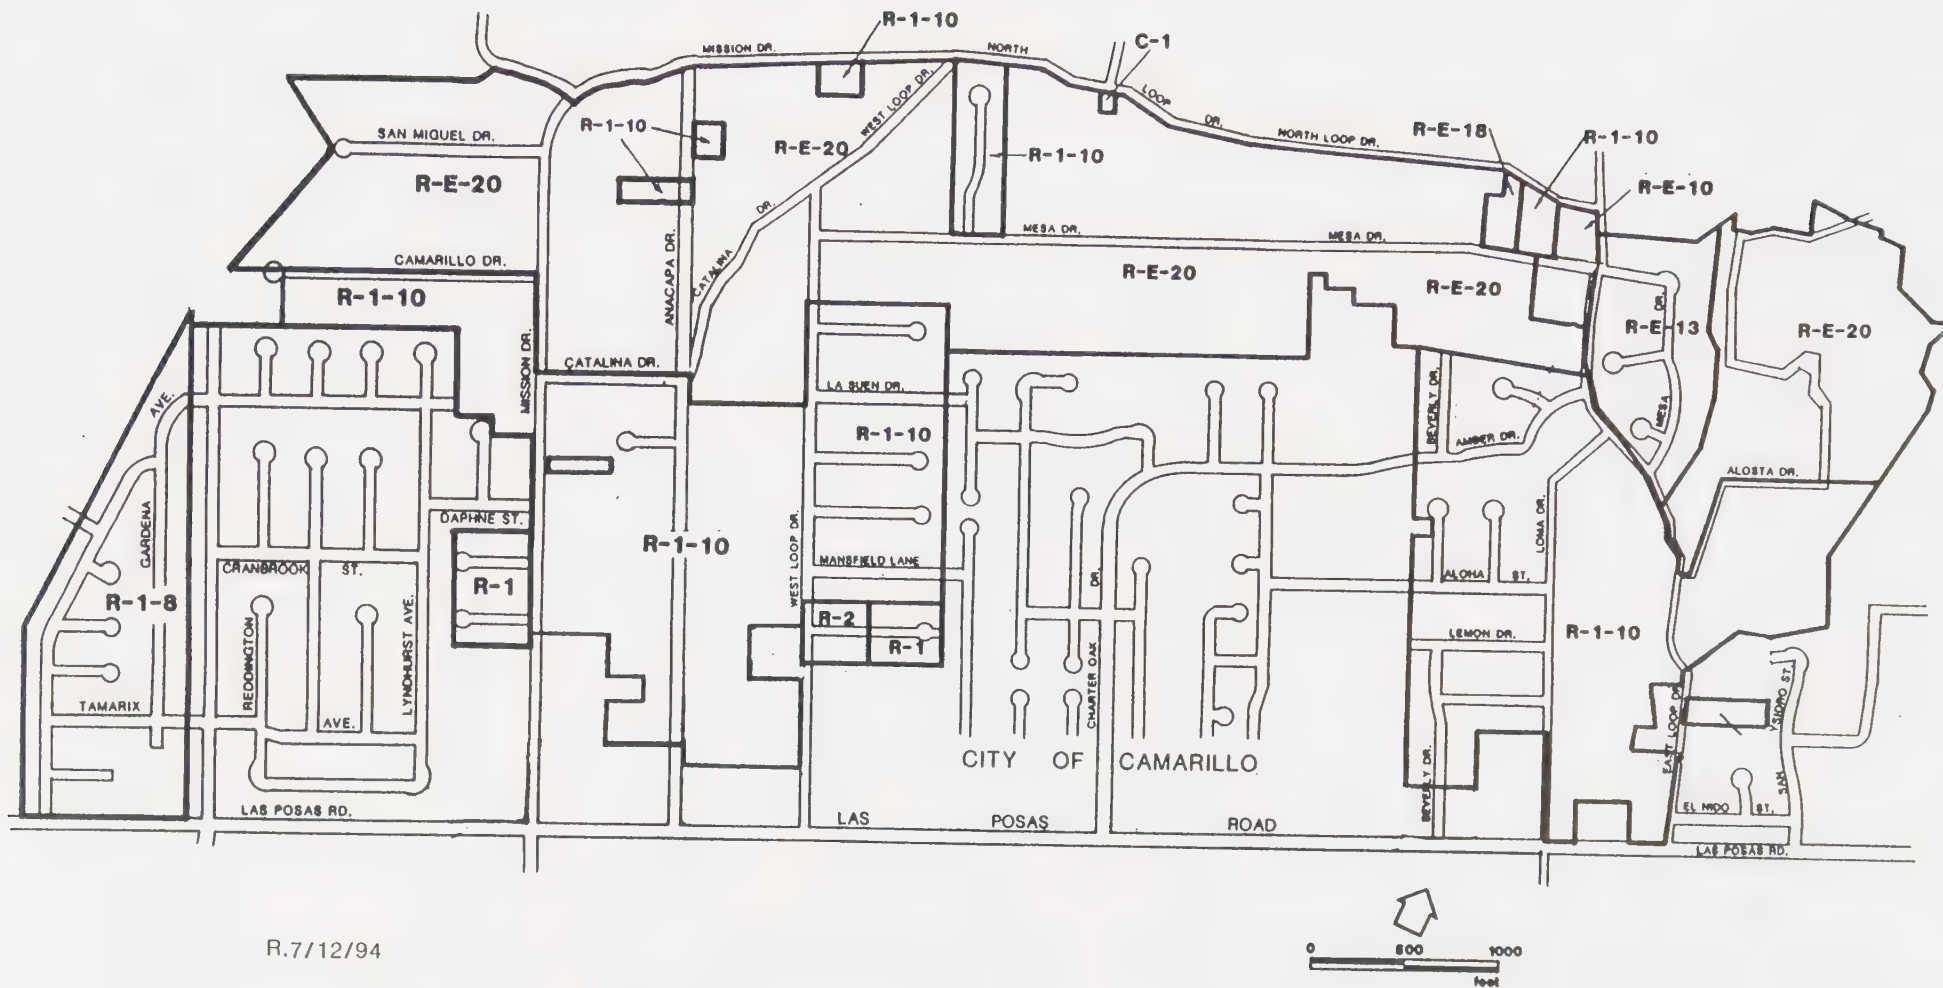 R-1-10
MISSION DR.
NORTH
C-1
WEST LOOP DR.
LOOP
DR.
R-1-10
SAN MIGUEL DR.
R-E-20
NORTH LOOP DR.
R-E-18
R-1-10
R-1-10
R-E-20
R-E-10
DR.
MESA DR.
MESA DR.
CAMARILLO DR.
ANACAPA DR.
CATALINA
R-E-20
R-E-20
R-1-10
R-E-13
DR.
R-E-20
MISSION DR.
CATALINA DR.
LA SUEN DR.
BEVERLY DR.
AVE.
R-1-10
AMBER DR.
MESA
ALOSTA DR.
GARDENA
DAPHNE ST.
R-1-10
WEST LOOP DR.
LOMA DR.
CRANBROOK ST.
MANSFIELD LANE
DR.
ALOHA ST.
R-1-8
R-1
REDDINGTON
LYNDHURST AVE.
R-2
R-1
LEMON DR.
R-1-10
TAMARIX
AVE.
CHARTER OAK
EAST LOOP DR.
YSIDRO ST.
SAN
CITY OF CAMARILLO
BEVERLY DR.
LAS POSAS RD.
LAS POSAS ROAD
EL NIDO ST.
LAS POSAS RD.
R.7/12/94
0 500 1000
feet